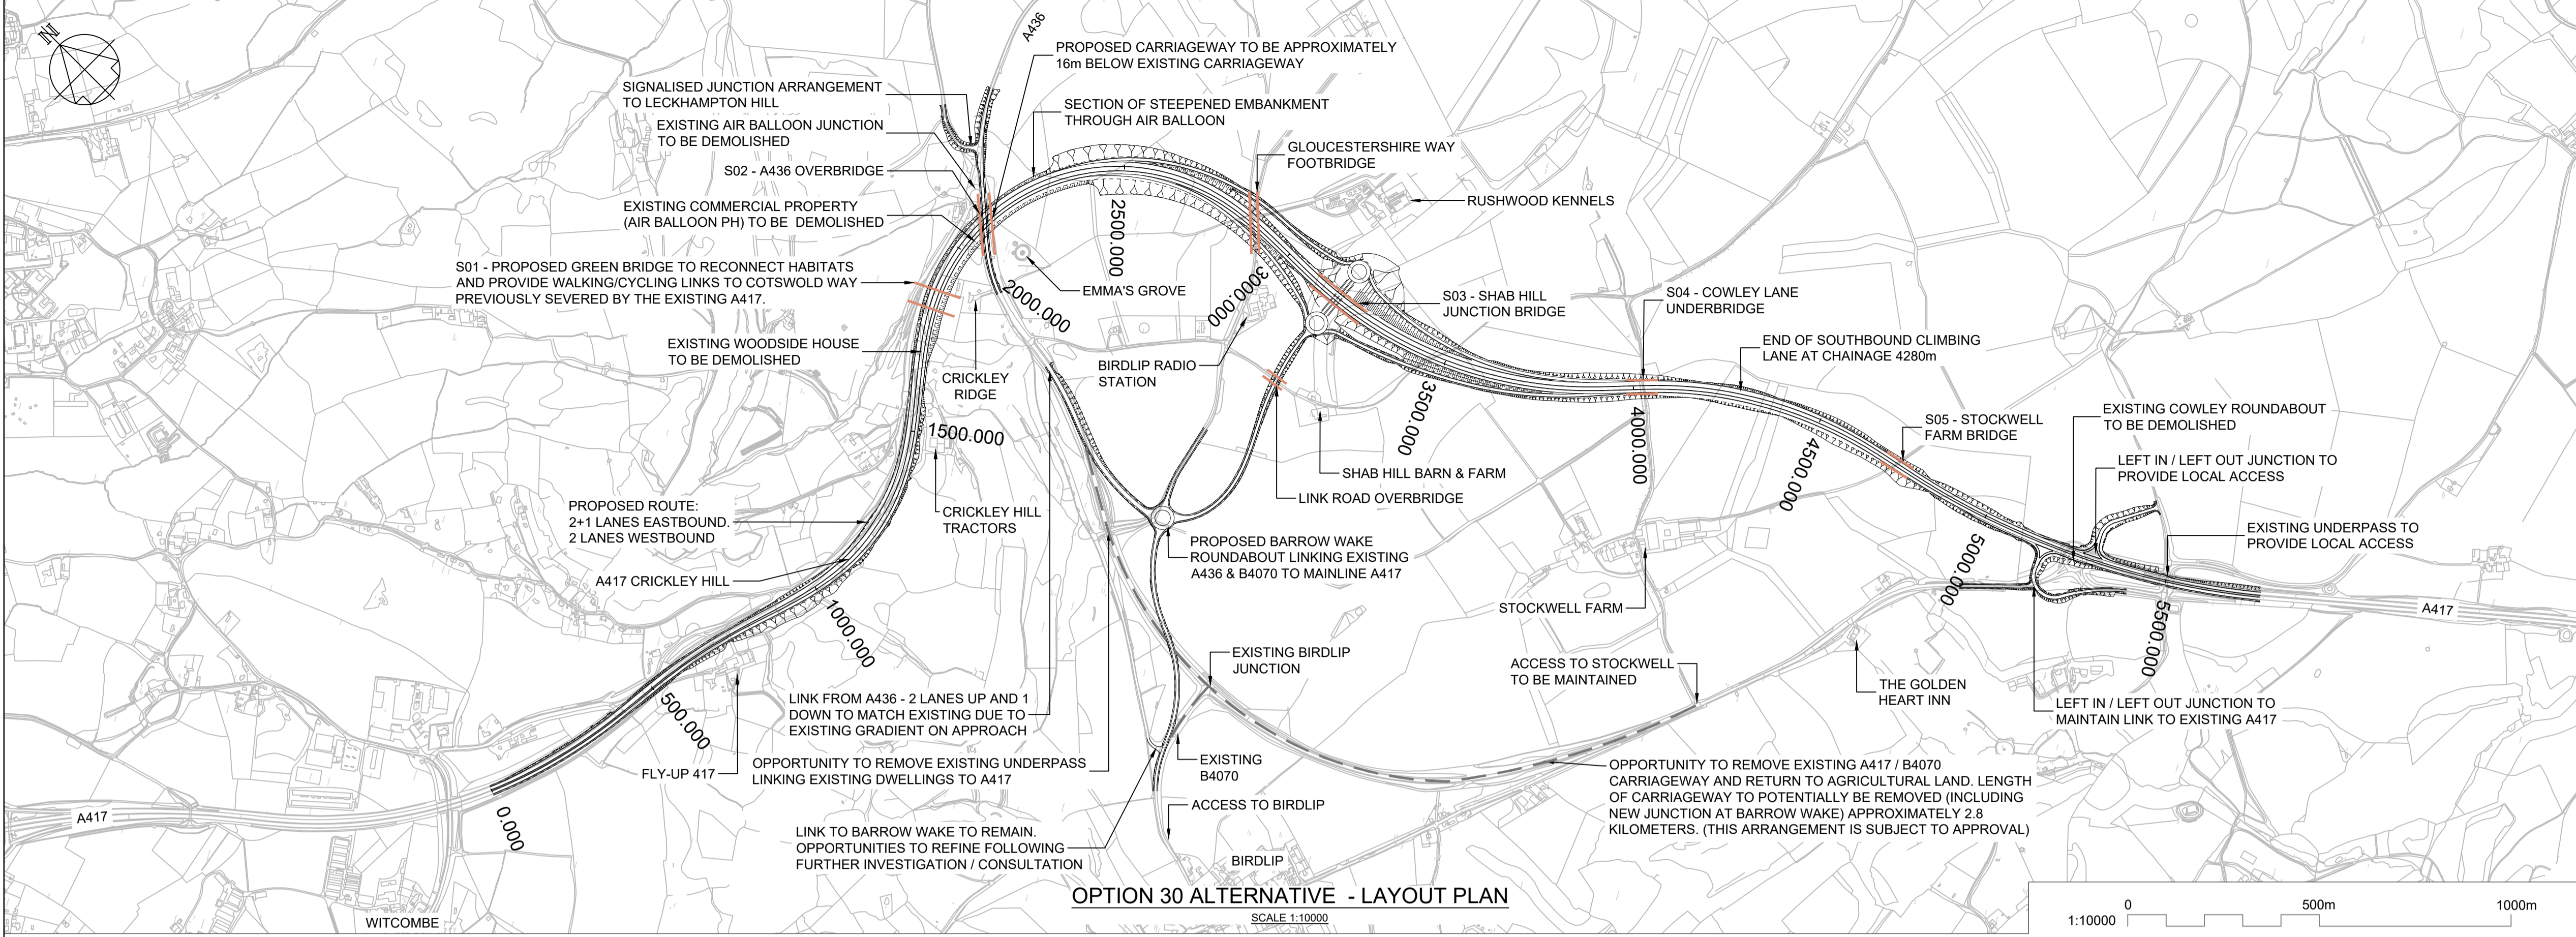 N
A436
PROPOSED CARRIAGEWAY TO BE APPROXIMATELY
16m BELOW EXISTING CARRIAGEWAY
SIGNALISED JUNCTION ARRANGEMENT
TO LECKHAMPTON HILL
SECTION OF STEEPENED EMBANKMENT
THROUGH AIR BALLOON
EXISTING AIR BALLOON JUNCTION
TO BE DEMOLISHED
GLOUCESTERSHIRE WAY
FOOTBRIDGE
S02 - A436 OVERBRIDGE
RUSHWOOD KENNELS
EXISTING COMMERCIAL PROPERTY
(AIR BALLOON PH) TO BE DEMOLISHED
2500.000
S01 - PROPOSED GREEN BRIDGE TO RECONNECT HABITATS
AND PROVIDE WALKING/CYCLING LINKS TO COTSWOLD WAY
PREVIOUSLY SEVERED BY THE EXISTING A417.
EMMA'S GROVE
2000.000
3000.000
S03 - SHAB HILL
JUNCTION BRIDGE
S04 - COWLEY LANE
UNDERBRIDGE
EXISTING WOODSIDE HOUSE
TO BE DEMOLISHED
END OF SOUTHBOUND CLIMBING
LANE AT CHAINAGE 4280m
BIRDLIP RADIO
STATION
CRICKLEY
RIDGE
3500.000
4000.000
EXISTING COWLEY ROUNDABOUT
TO BE DEMOLISHED
S05 - STOCKWELL
FARM BRIDGE
1500.000
4500.000
LEFT IN / LEFT OUT JUNCTION TO
PROVIDE LOCAL ACCESS
SHAB HILL BARN & FARM
LINK ROAD OVERBRIDGE
PROPOSED ROUTE:
2+1 LANES EASTBOUND.
2 LANES WESTBOUND
CRICKLEY HILL
TRACTORS
EXISTING UNDERPASS TO
PROVIDE LOCAL ACCESS
PROPOSED BARROW WAKE
ROUNDABOUT LINKING EXISTING
A436 & B4070 TO MAINLINE A417
5000.000
A417 CRICKLEY HILL
1000.000
STOCKWELL FARM
5500.000
A417
EXISTING BIRDLIP
JUNCTION
ACCESS TO STOCKWELL
TO BE MAINTAINED
THE GOLDEN
HEART INN
LEFT IN / LEFT OUT JUNCTION TO
MAINTAIN LINK TO EXISTING A417
500.000
LINK FROM A436 - 2 LANES UP AND 1
DOWN TO MATCH EXISTING DUE TO
EXISTING GRADIENT ON APPROACH
FLY-UP 417
OPPORTUNITY TO REMOVE EXISTING UNDERPASS
LINKING EXISTING DWELLINGS TO A417
EXISTING
B4070
OPPORTUNITY TO REMOVE EXISTING A417 / B4070
CARRIAGEWAY AND RETURN TO AGRICULTURAL LAND. LENGTH
OF CARRIAGEWAY TO POTENTIALLY BE REMOVED (INCLUDING
NEW JUNCTION AT BARROW WAKE) APPROXIMATELY 2.8
KILOMETERS. (THIS ARRANGEMENT IS SUBJECT TO APPROVAL)
A417
0.000
ACCESS TO BIRDLIP
LINK TO BARROW WAKE TO REMAIN.
OPPORTUNITIES TO REFINE FOLLOWING
FURTHER INVESTIGATION / CONSULTATION
BIRDLIP
OPTION 30 ALTERNATIVE - LAYOUT PLAN
SCALE 1:10000
WITCOMBE
0 500m 1000m
1:10000